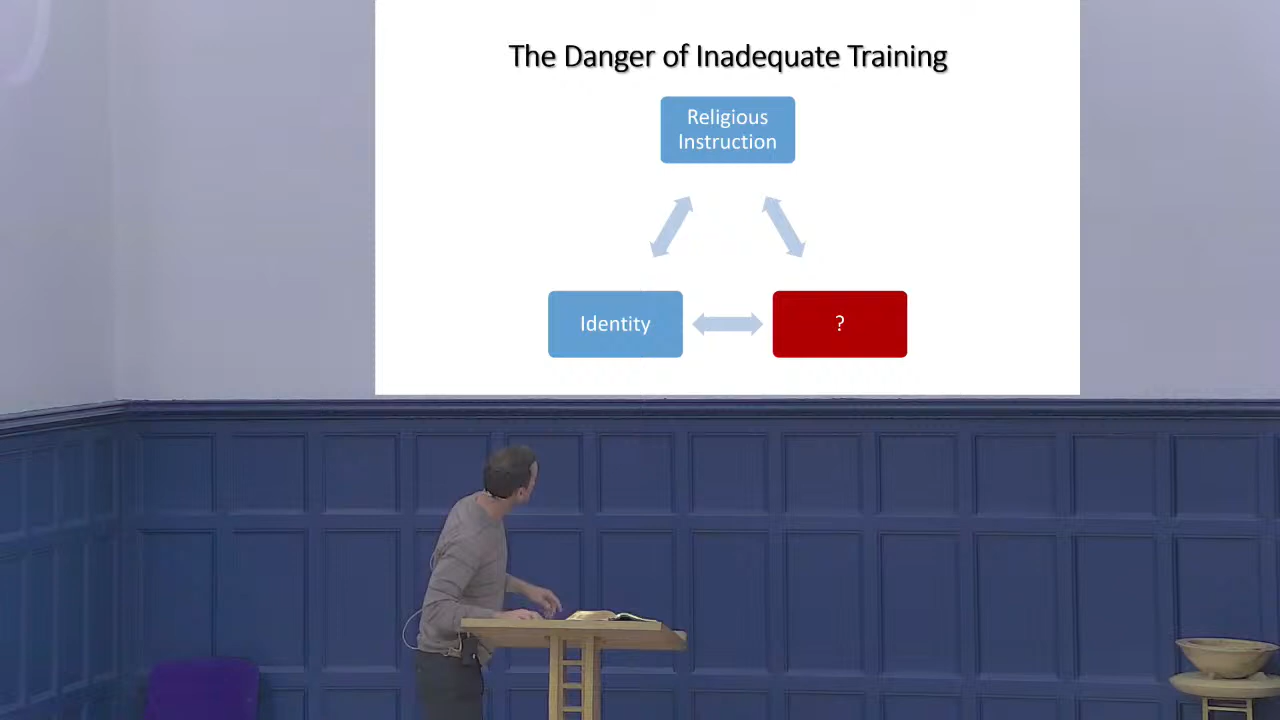 The Danger of Inadequate Training
Religious
Instruction
Identity
?